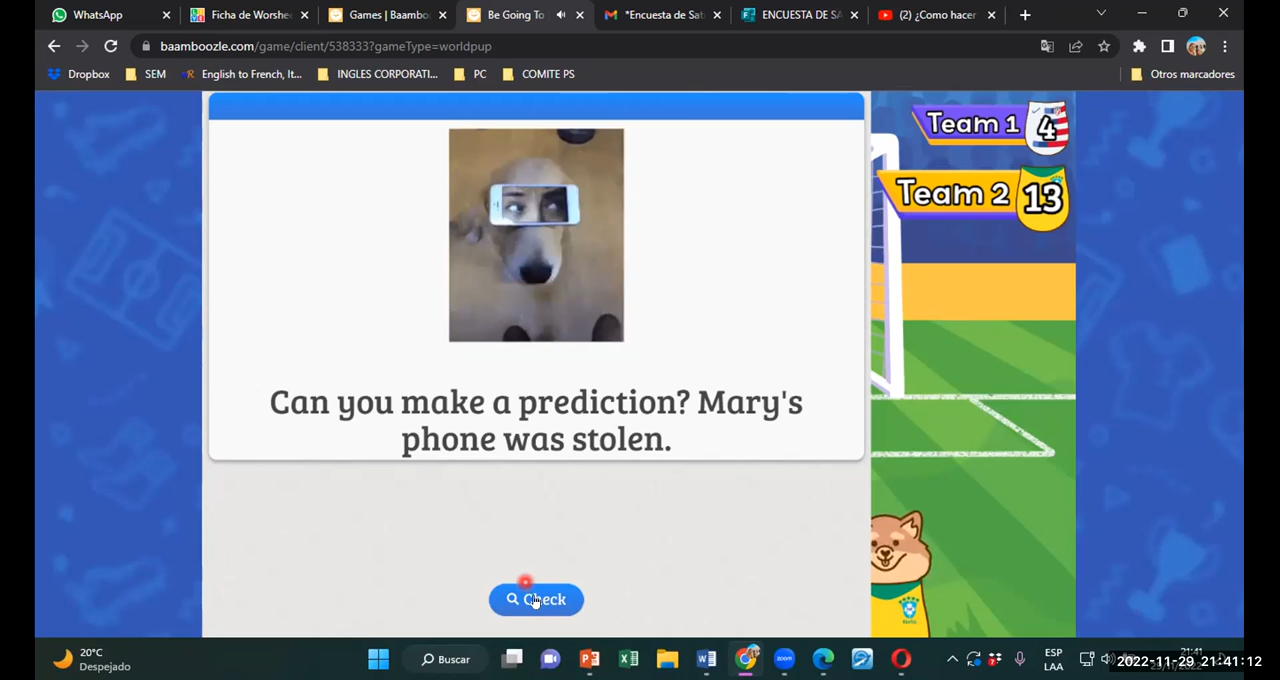 WhatsApp
Ficha de Workshe
Games | Baambo
Be Going To
*Encuesta de Sat
ENCUESTA DE SA
(2) ¿Como hacer
baamboozle.com/game/client/538333?gameType=worldpup
Dropbox
SEM
English to French, It...
INGLES CORPORATI...
PC
COMITE PS
Otros marcadores
Team 1
4
Team 2
13
Can you make a prediction? Mary's
phone was stolen.
Check
20°C
Despejado
Buscar
ESP
LAA
21:41
2022-11-29 21:41:12